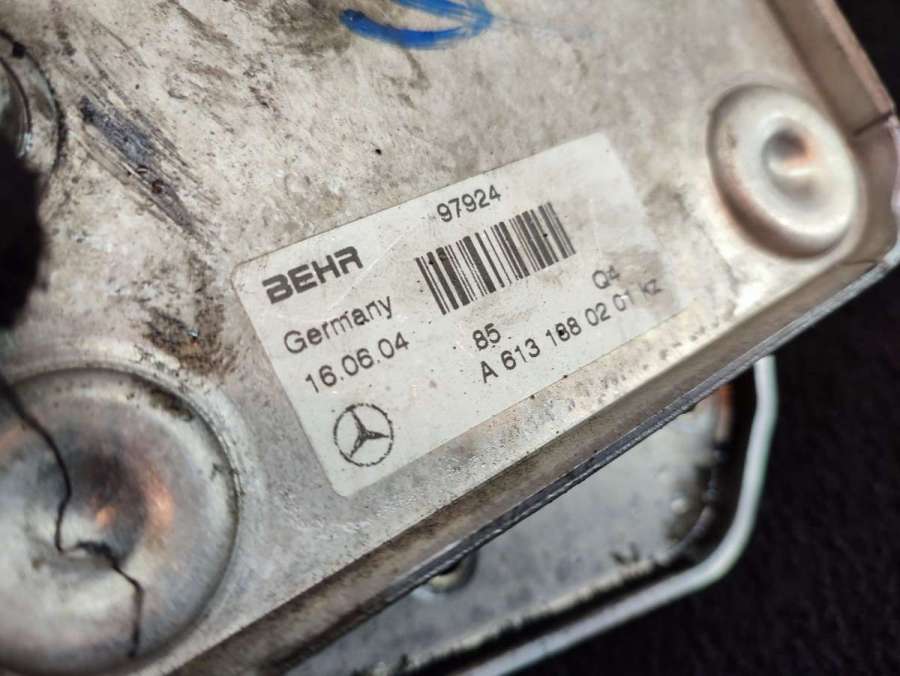 97924
BEHR
Germany
16.06.04
85
Q4
A 613 188 02 01 kz